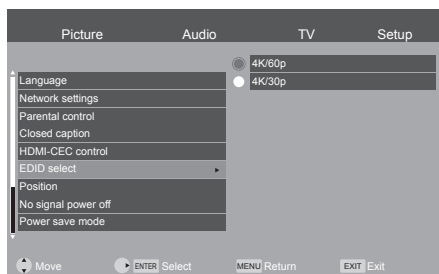 Picture Audio TV Setup
4K/60p
4K/30p
Language
Network settings
Parental control
Closed caption
HDMI-CEC control
EDID select
Position
No signal power off
Power save mode
Move ENTER Select MENU Return EXIT Exit